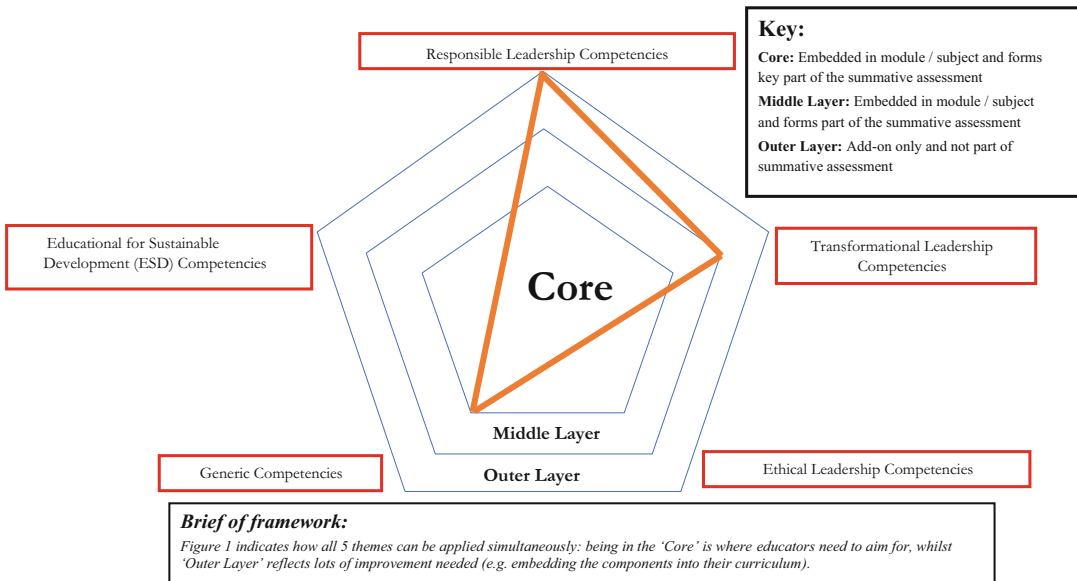 Responsible Leadership Competencies
Key:
Core: Embedded in module / subject and forms
key part of the summative assessment
Middle Layer: Embedded in module / subject
and forms part of the summative assessment
Outer Layer: Add-on only and not part of
summative assessment
Educational for Sustainable
Development (ESD) Competencies
Transformational Leadership
Competencies
Core
Middle Layer
Outer Layer
Generic Competencies
Ethical Leadership Competencies
Brief of framework:
Figure 1 indicates how all 5 themes can be applied simultaneously: being in the ‘Core’ is where educators need to aim for, whilst
‘Outer Layer’ reflects lots of improvement needed (e.g. embedding the components into their curriculum).